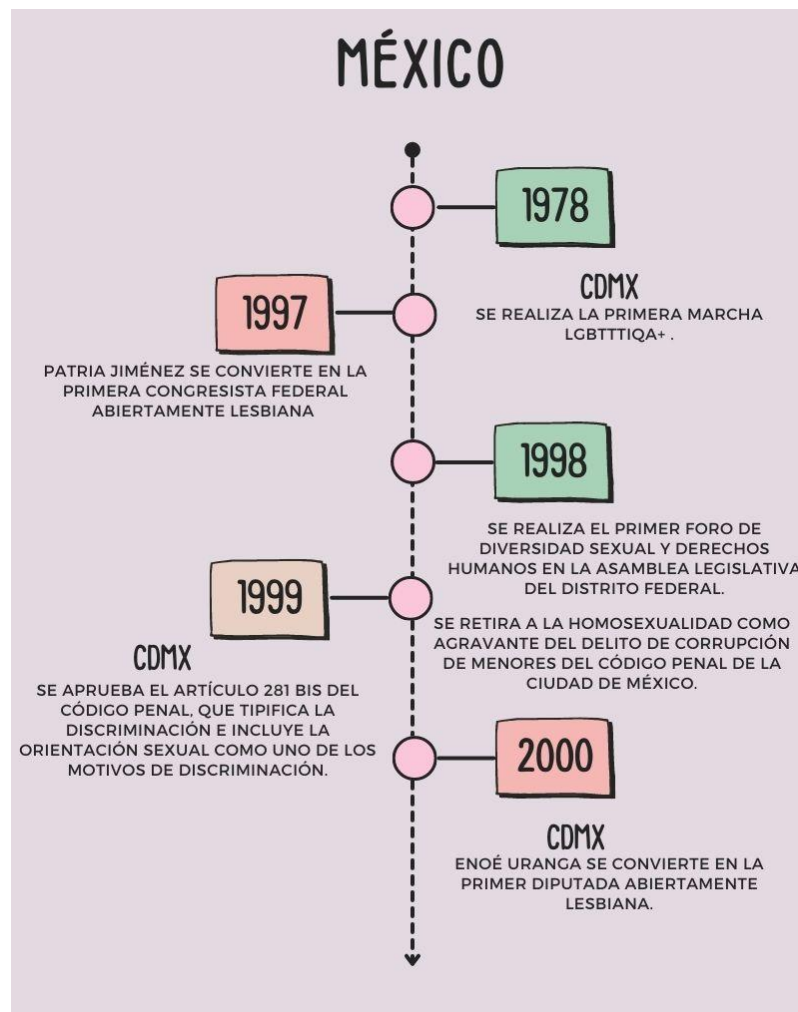 MÉXICO
1978
CDMX
SE REALIZA LA PRIMERA MARCHA
LGBTTTIQA+ .
1997
PATRIA JIMÉNEZ SE CONVIERTE EN LA
PRIMERA CONGRESISTA FEDERAL
ABIERTAMENTE LESBIANA
1998
SE REALIZA EL PRIMER FORO DE
DIVERSIDAD SEXUAL Y DERECHOS
HUMANOS EN LA ASAMBLEA LEGISLATIVA
DEL DISTRITO FEDERAL.
SE RETIRA A LA HOMOSEXUALIDAD COMO
AGRAVANTE DEL DELITO DE CORRUPCIÓN
DE MENORES DEL CÓDIGO PENAL DE LA
CIUDAD DE MÉXICO.
1999
CDMX
SE APRUEBA EL ARTÍCULO 281 BIS DEL
CÓDIGO PENAL, QUE TIPIFICA LA
DISCRIMINACIÓN E INCLUYE LA
ORIENTACIÓN SEXUAL COMO UNO DE LOS
MOTIVOS DE DISCRIMINACIÓN.
2000
CDMX
ENOÉ URANGA SE CONVIERTE EN LA
PRIMER DIPUTADA ABIERTAMENTE
LESBIANA.